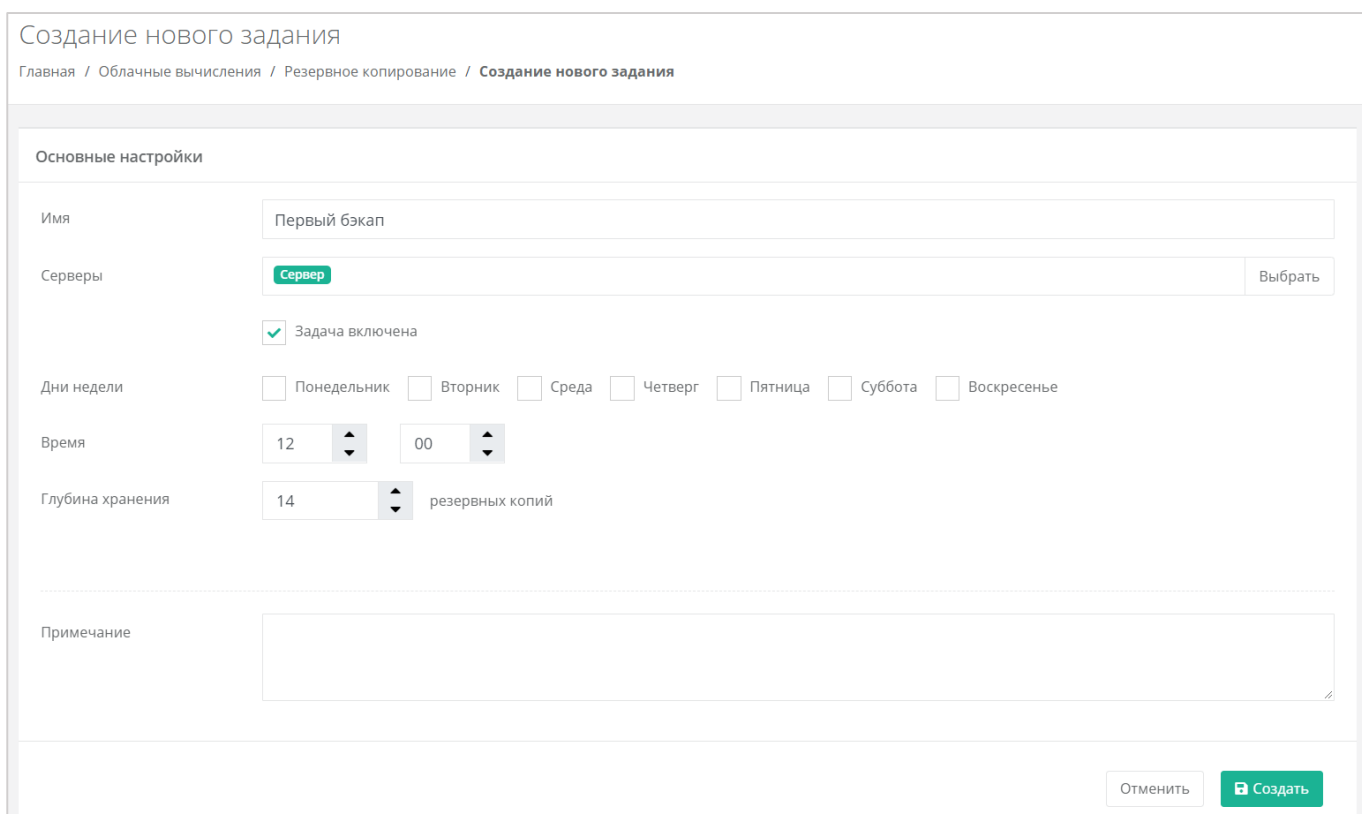 Создание нового задания
Главная / Облачные вычисления / Резервное копирование / Создание нового задания
Основные настройки
Имя Первый бэкап
Серверы Сервер Выбрать
Задача включена
Дни недели Понедельник Вторник Среда Четверг Пятница Суббота Воскресенье
Время 12 00
Глубина хранения 14 резервных копий
Примечание
Отменить Создать